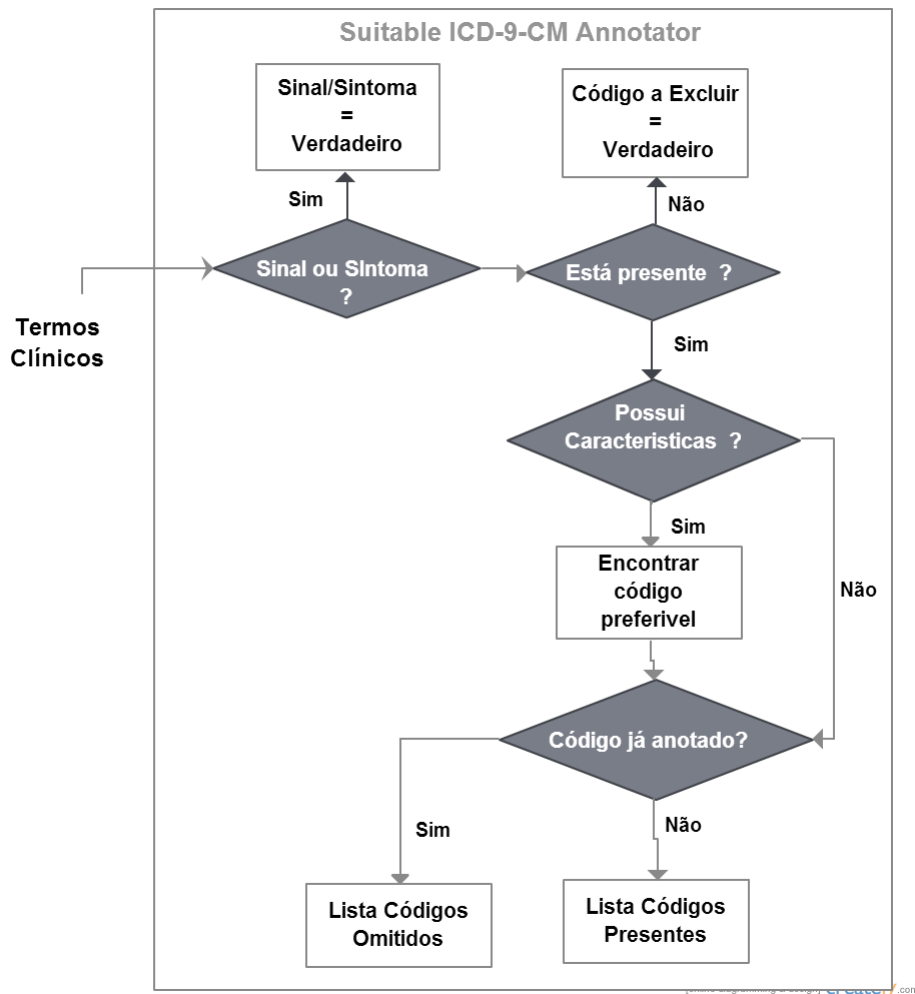 Suitable ICD-9-CM Annotator
Sinal/Sintoma
=
Verdadeiro
Código a Excluir
=
Verdadeiro
Sim
Não
Sinal ou SIntoma
?
Está presente ?
Termos
Clínicos
Sim
Possui
Caracteristicas ?
Sim
Encontrar
código
preferivel
Não
Código já anotado?
Sim
Não
Lista Códigos
Omitidos
Lista Códigos
Presentes
.com